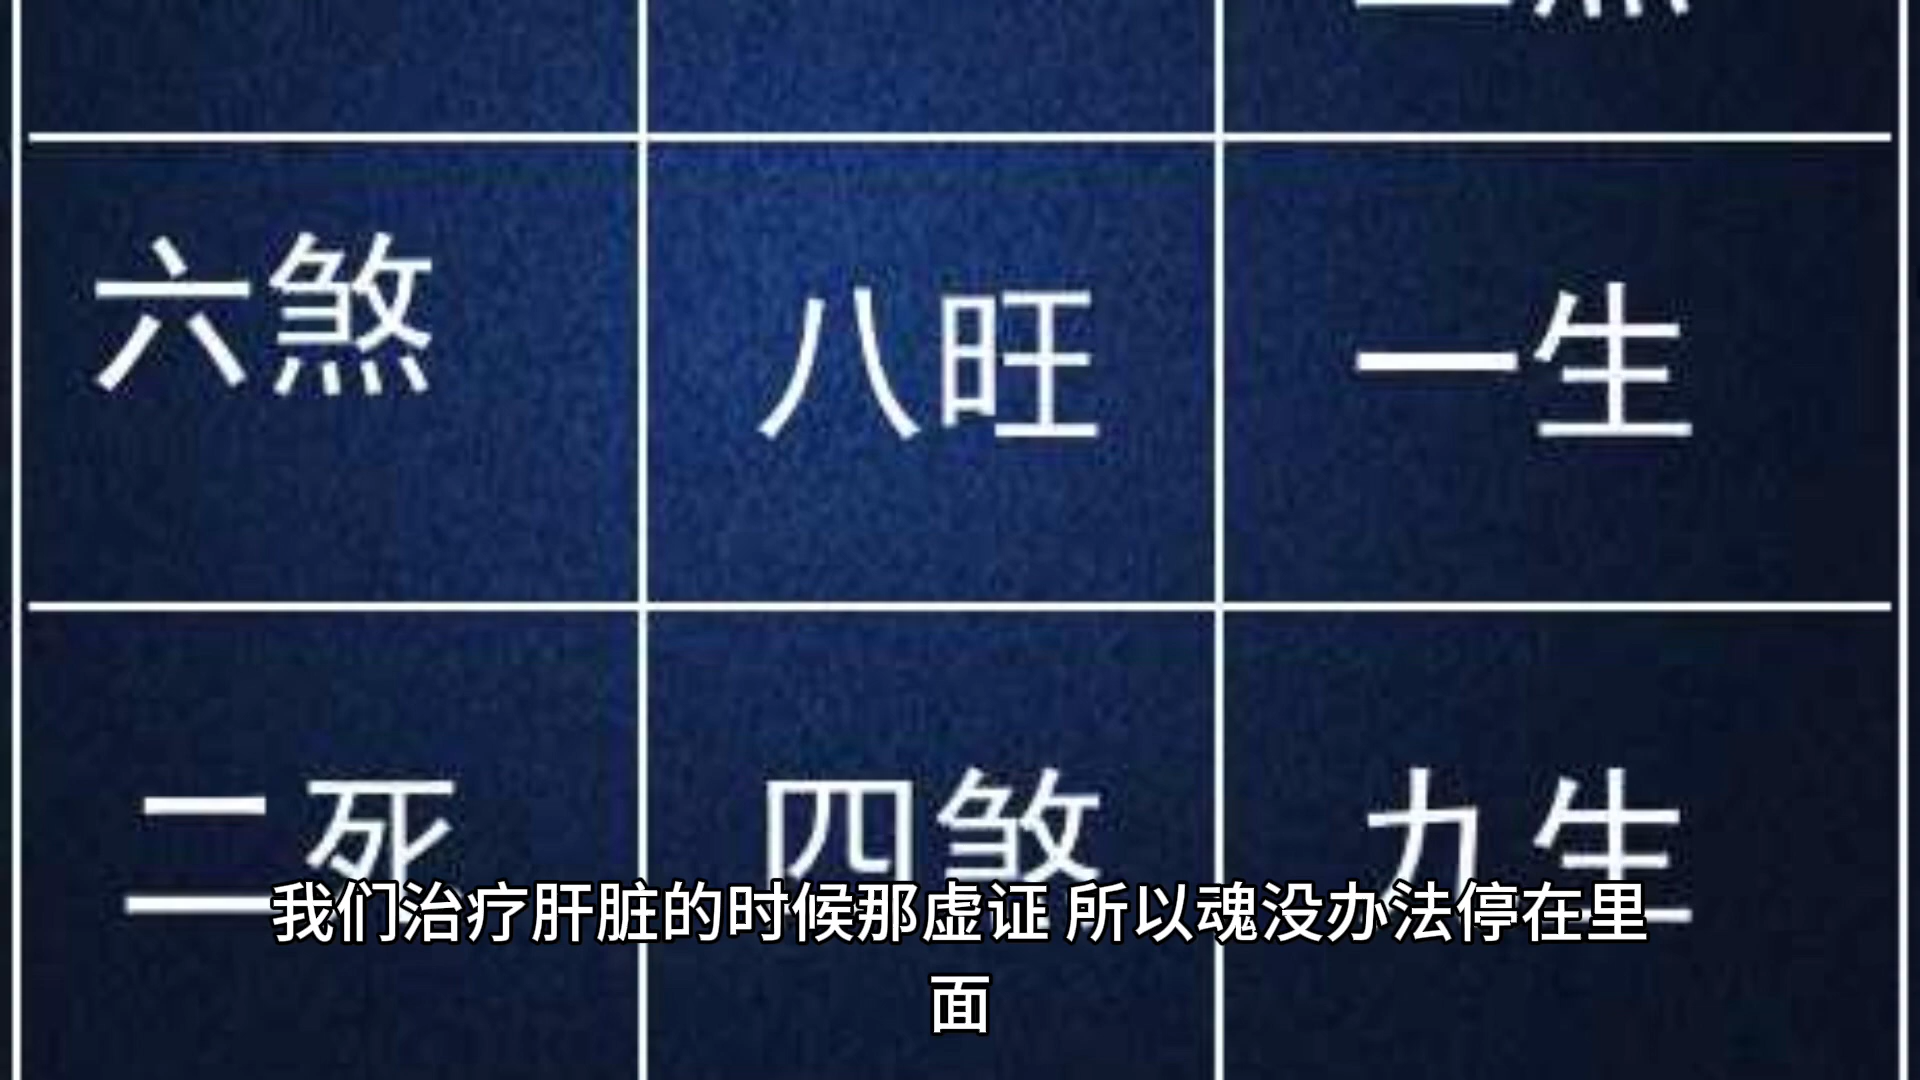 六煞 八旺 一生
二死 四煞 九生
我们治疗肝脏的时候那虚证 所以魂没办法停在里
面